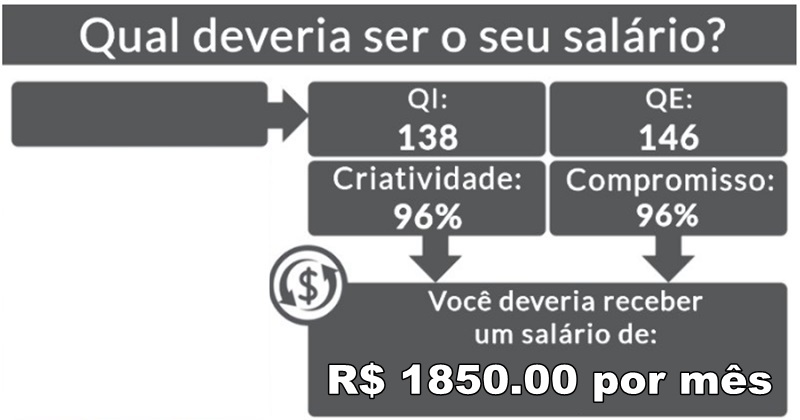 Qual deveria ser o seu salário?
QI:
138
QE:
146
Criatividade:
96%
Compromisso:
96%
$
Você deveria receber
um salário de:
R$ 1850.00 por mês